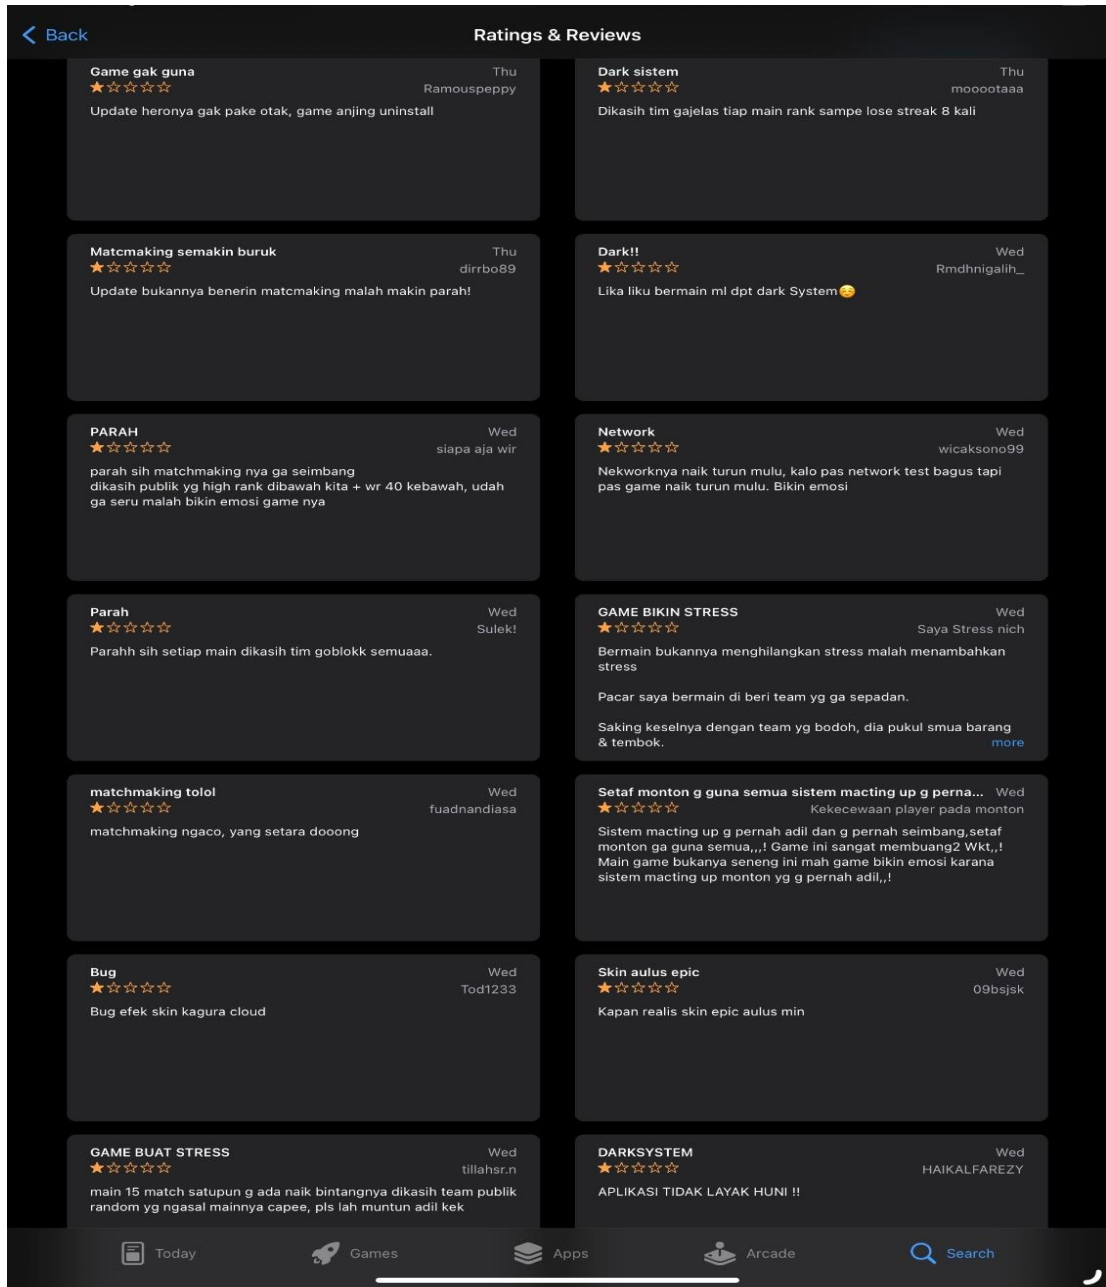 Back
Ratings & Reviews
Game gak guna
Thu
Ramouspeppy
Update heronya gak pake otak, game anjing uninstall
Dark sistem
Thu
mooootaaa
Dikasih tim gajelas tiap main rank sampe lose streak 8 kali
Matcmaking semakin buruk
Thu
dirrbo89
Update bukannya benerin matcmaking malah makin parah!
Dark!!
Wed
Rmdhnigalih_
Lika liku bermain ml dpt dark System☺️
PARAH
Wed
siapa aja wir
parah sih matchmaking nya ga seimbang
dikasih publik yg high rank dibawah kita + wr 40 kebawah, udah
ga seru malah bikin emosi game nya
Network
Wed
wicaksono99
Nekworknya naik turun mulu, kalo pas network test bagus tapi
pas game naik turun mulu. Bikin emosi
Parah
Wed
Sulek!
Parahh sih setiap main dikasih tim goblokk semuaaa.
GAME BIKIN STRESS
Wed
Saya Stress nich
Bermain bukannya menghilangkan stress malah menambahkan
stress
Pacar saya bermain di beri team yg ga sepadan.
Saking keselnya dengan team yg bodoh, dia pukul smua barang
& tembok.
more
matchmaking tolol
Wed
fuadnandiasa
matchmaking ngaco, yang setara dooong
Setaf monton g guna semua sistem macting up g perna...
Wed
Kekecewaan player pada monton
Sistem macting up g pernah adil dan g pernah seimbang,setaf
monton ga guna semua,,,! Game ini sangat membuang2 Wkt,,!
Main game bukanya seneng ini mah game bikin emosi karana
sistem macting up monton yg g pernah adil,,!
Bug
Wed
Tod1233
Bug efek skin kagura cloud
Skin aulus epic
Wed
09bsjsk
Kapan realis skin epic aulus min
GAME BUAT STRESS
Wed
tillahsr.n
main 15 match satupun g ada naik bintangnya dikasih team publik
random yg ngasal mainnya capee, pls lah muntun adil kek
DARKSYSTEM
Wed
HAIKALFAREZY
APLIKASI TIDAK LAYAK HUNI !!
Today
Games
Apps
Arcade
Search